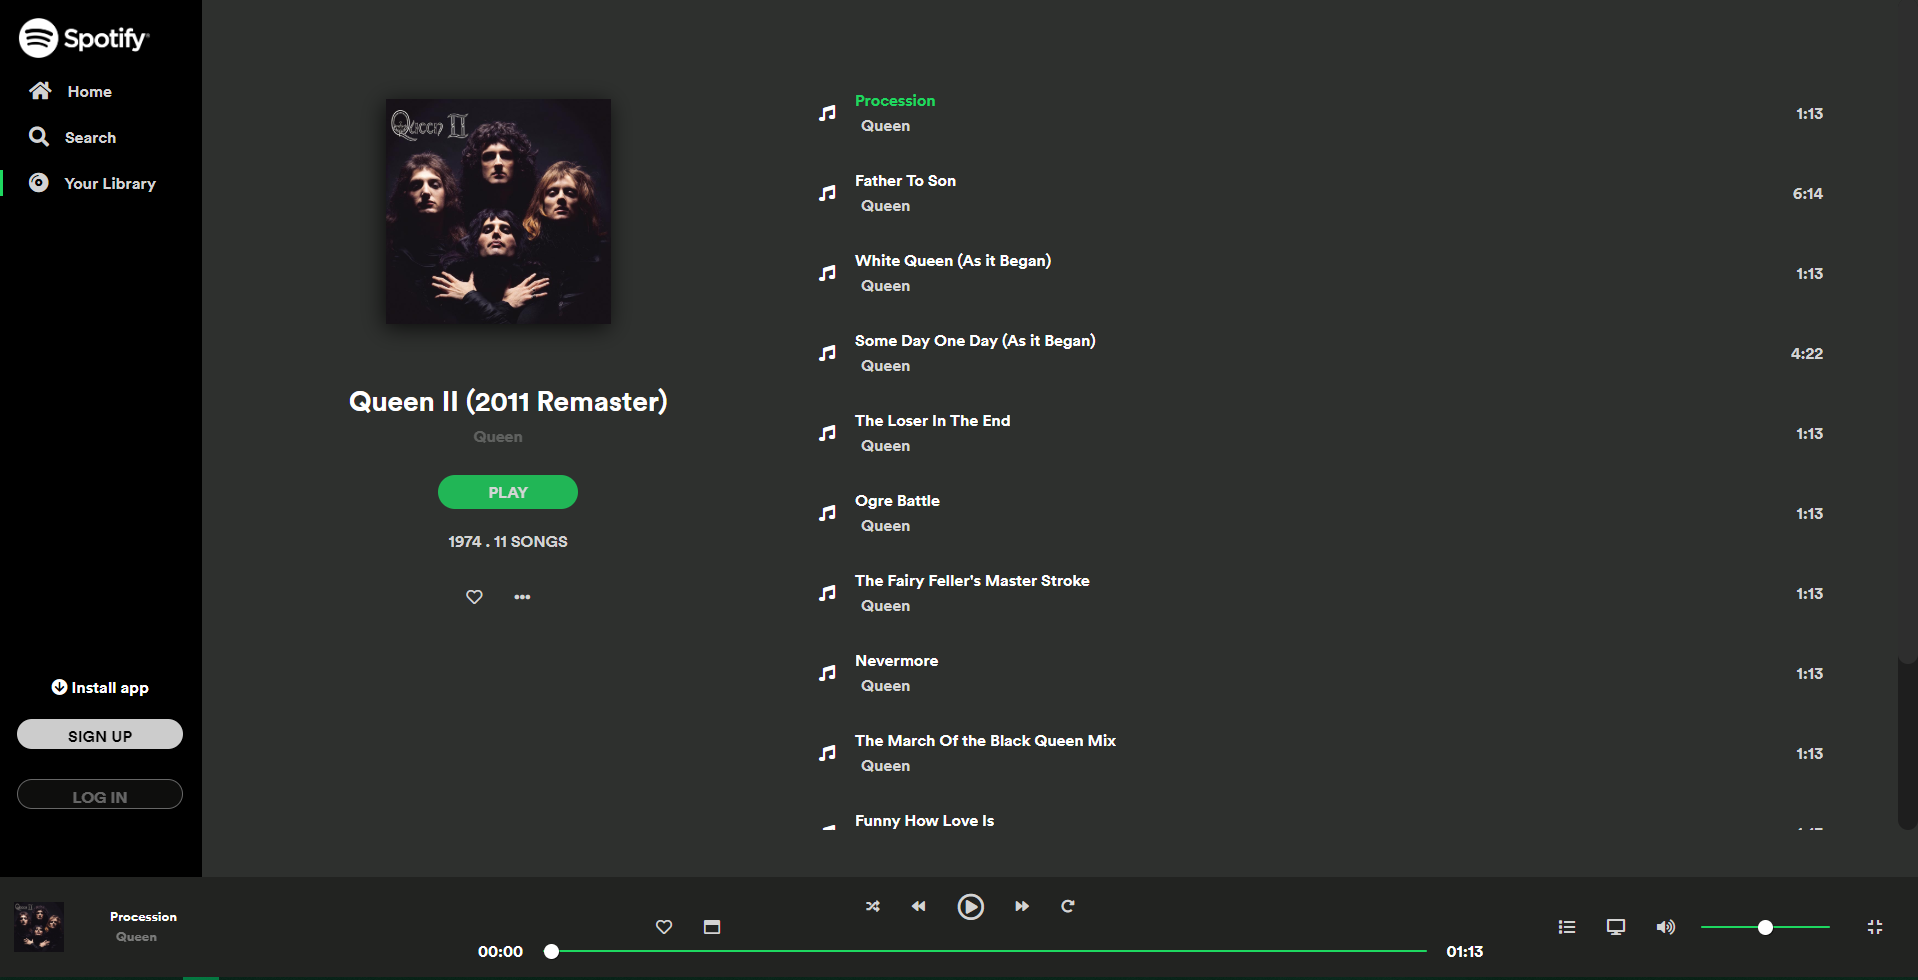 Spotify
Home
Search
Your Library
Install app
SIGN UP
LOG IN
Queen II
Queen II (2011 Remaster)
Queen
PLAY
1974 . 11 SONGS
Procession
Queen
1:13
Father To Son
Queen
6:14
White Queen (As it Began)
Queen
1:13
Some Day One Day (As it Began)
Queen
4:22
The Loser In The End
Queen
1:13
Ogre Battle
Queen
1:13
The Fairy Feller's Master Stroke
Queen
1:13
Nevermore
Queen
1:13
The March Of the Black Queen Mix
Queen
1:13
Funny How Love Is
Procession
Queen
00:00
01:13